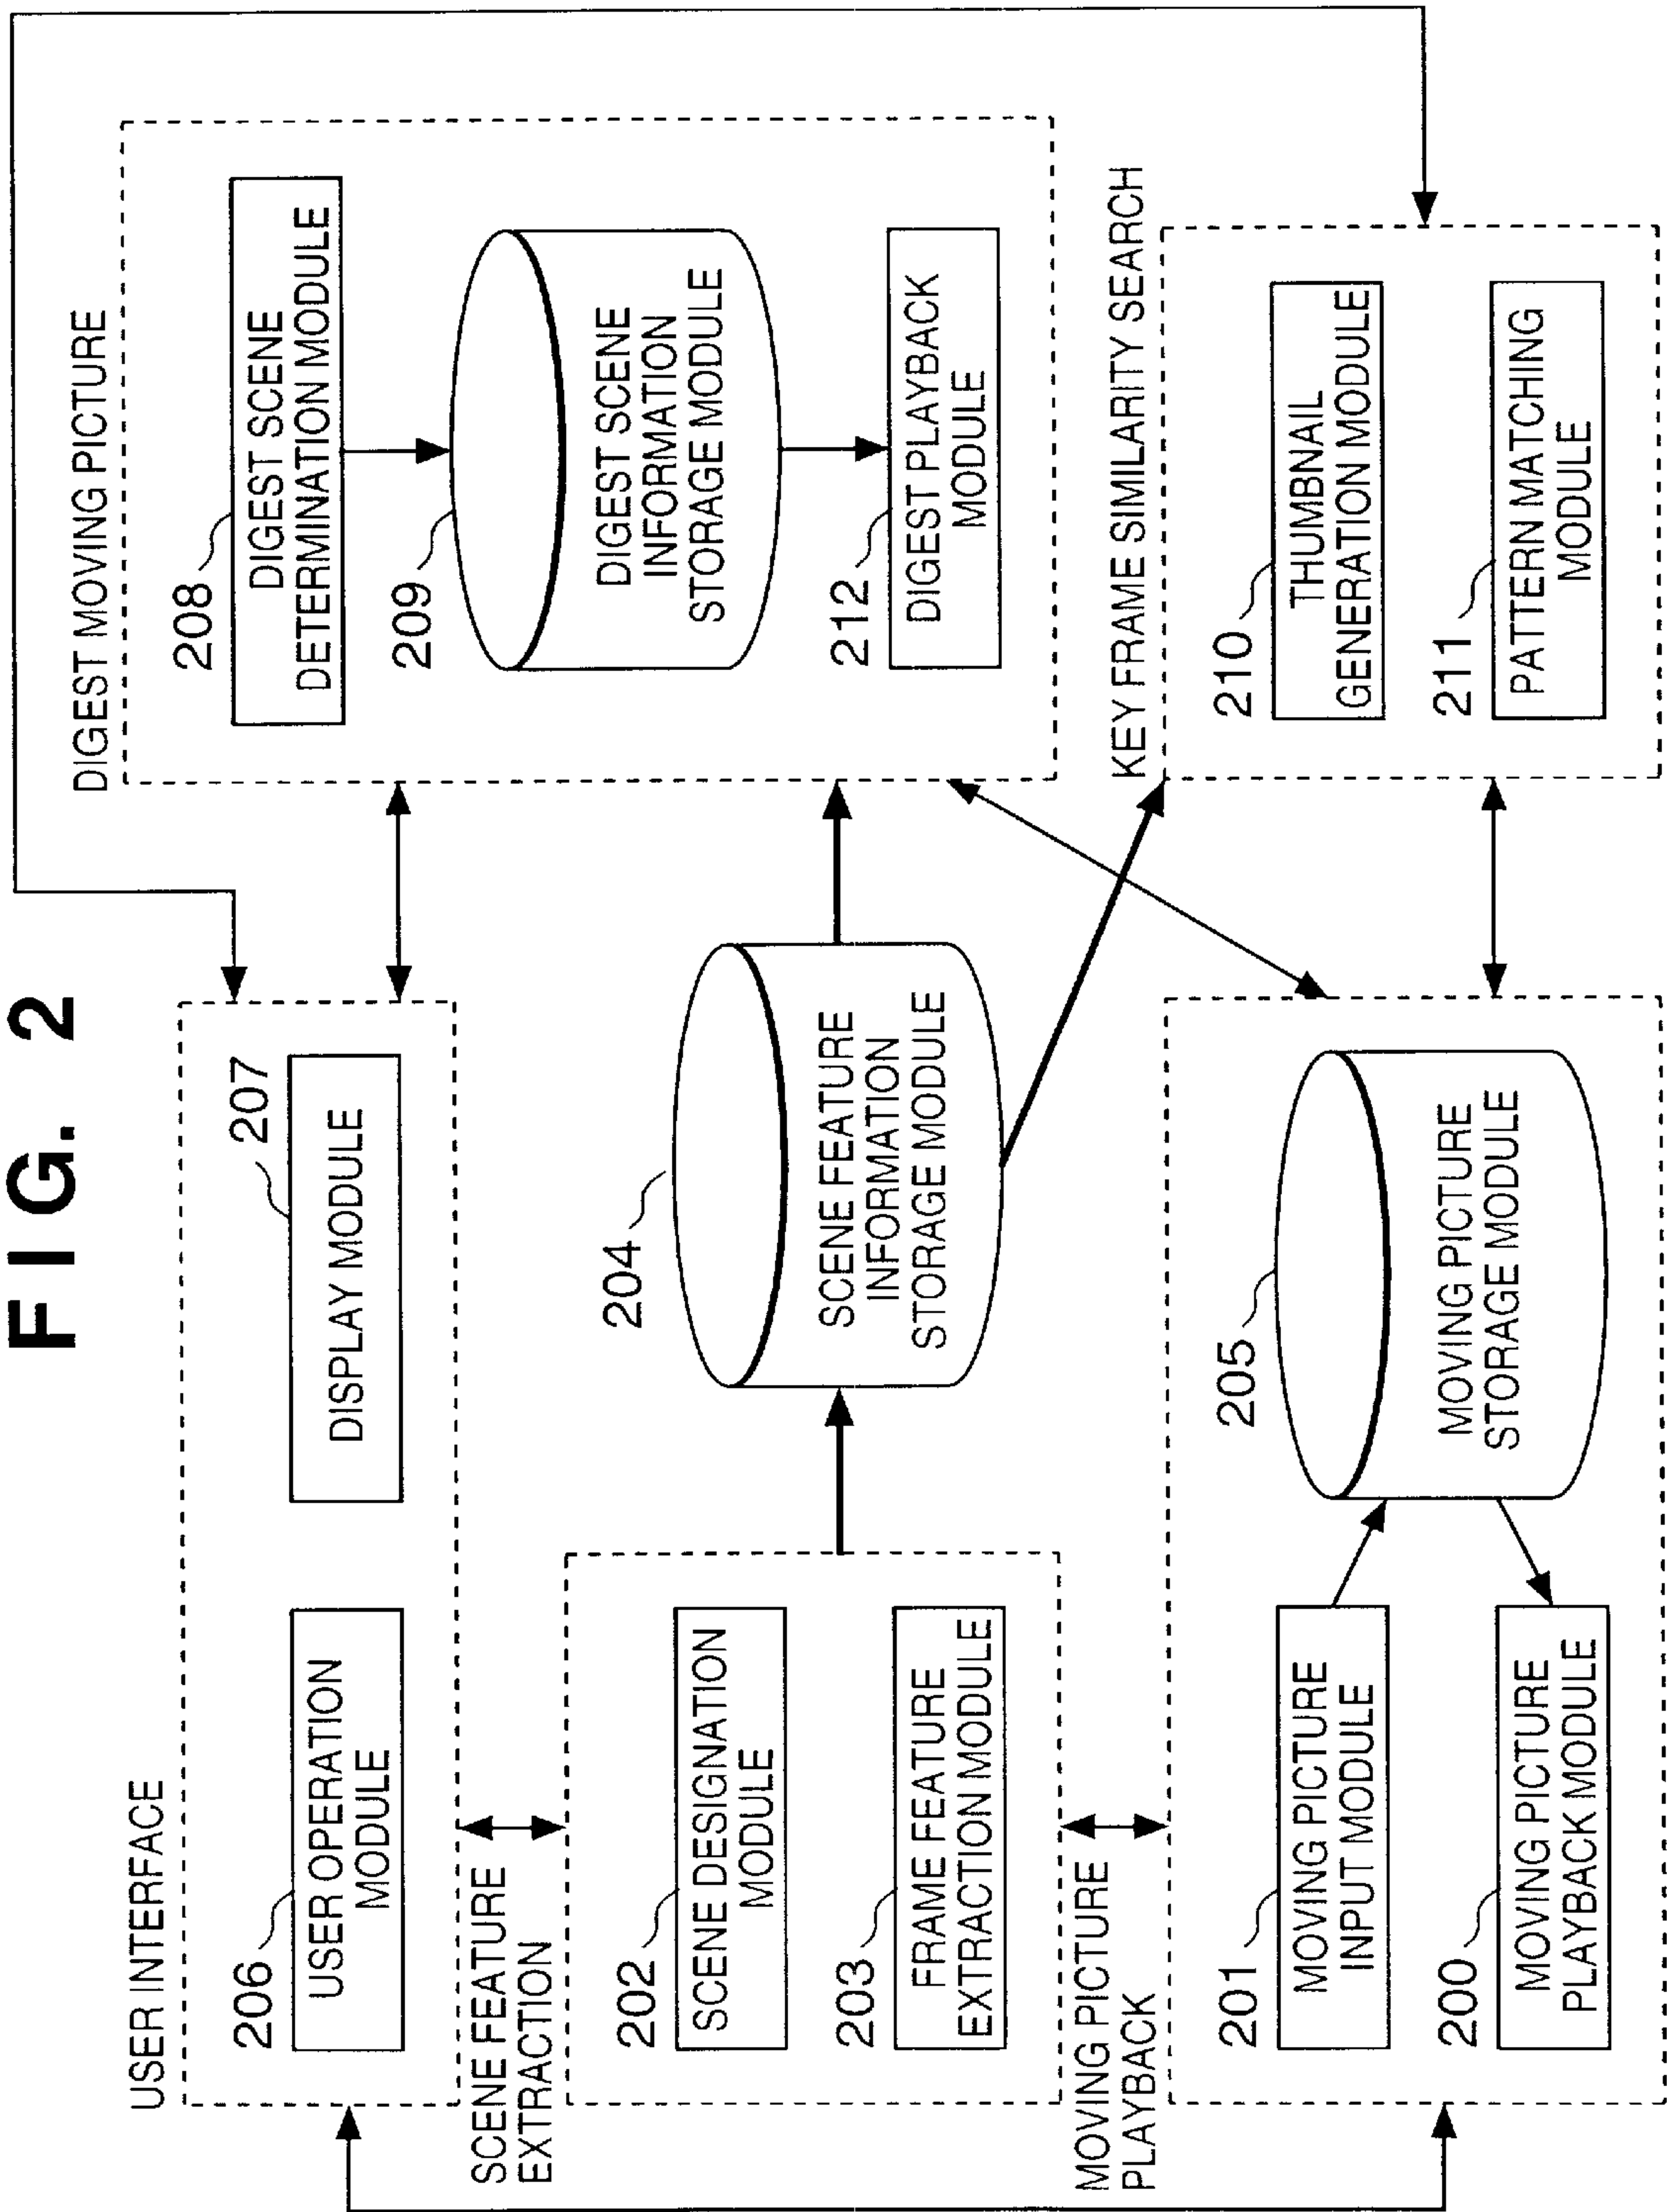 FIG. 2
USER INTERFACE
206
USER OPERATION
MODULE
207
DISPLAY MODULE
SCENE FEATURE
EXTRACTION
202
SCENE DESIGNATION
MODULE
203
FRAME FEATURE
EXTRACTION MODULE
204
SCENE FEATURE
INFORMATION
STORAGE MODULE
MOVING PICTURE
PLAYBACK
201
MOVING PICTURE
INPUT MODULE
200
MOVING PICTURE
PLAYBACK MODULE
205
MOVING PICTURE
STORAGE MODULE
DIGEST MOVING PICTURE
208
DIGEST SCENE
DETERMINATION MODULE
209
DIGEST SCENE
INFORMATION
STORAGE MODULE
212
DIGEST PLAYBACK
MODULE
KEY FRAME SIMILARITY SEARCH
210
THUMBNAIL
GENERATION MODULE
211
PATTERN MATCHING
MODULE